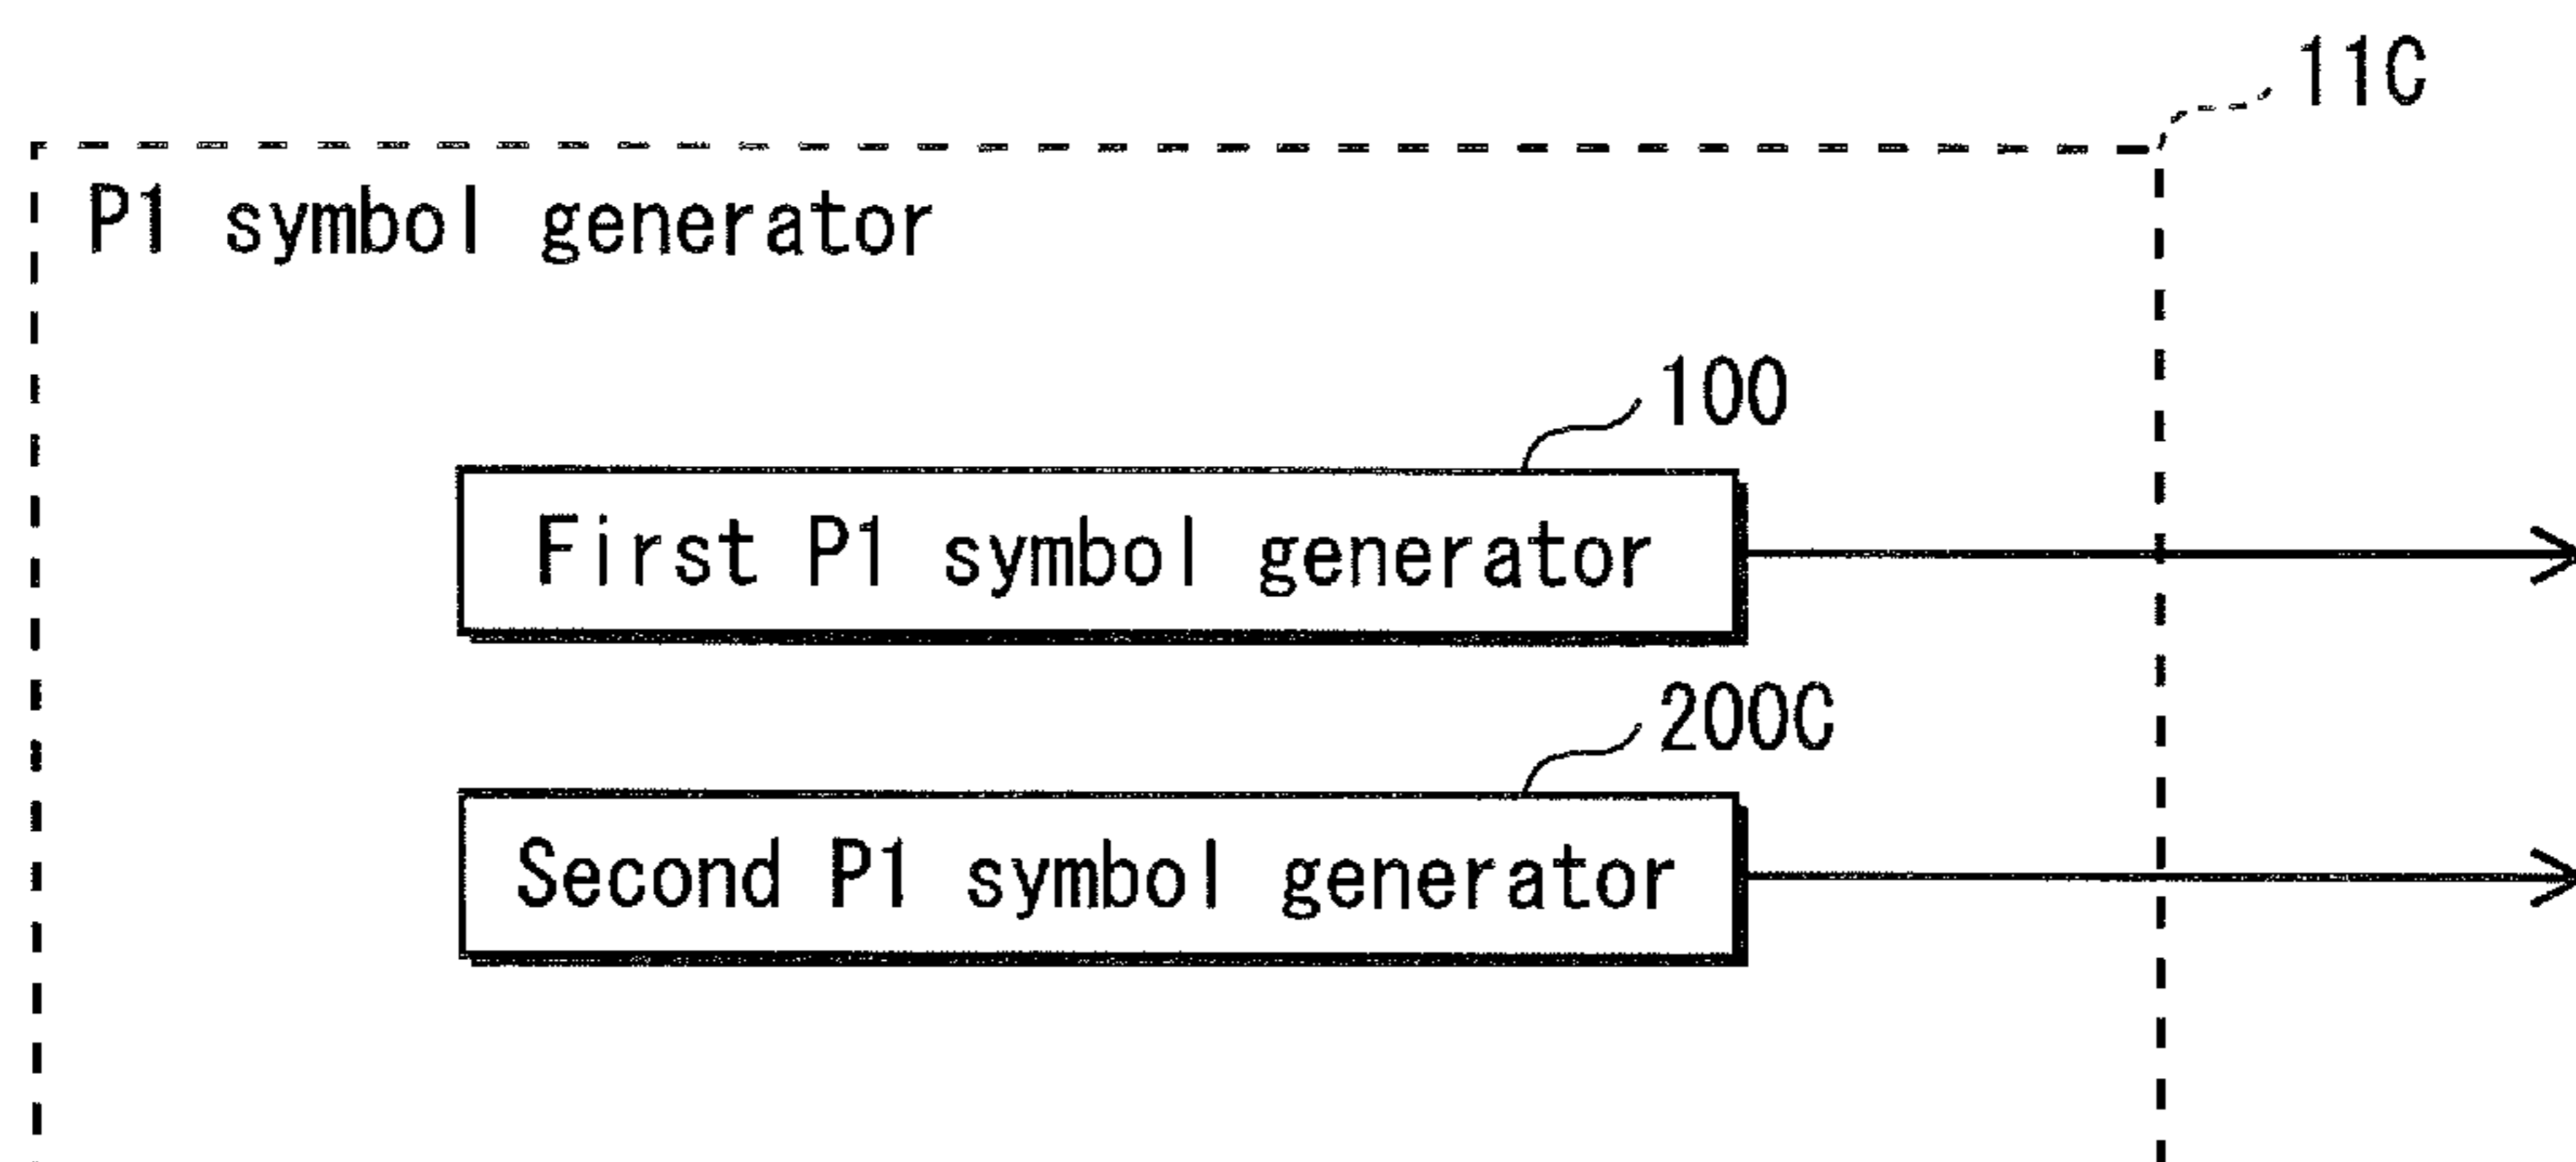 11C
P1 symbol generator
100
First P1 symbol generator
200C
Second P1 symbol generator